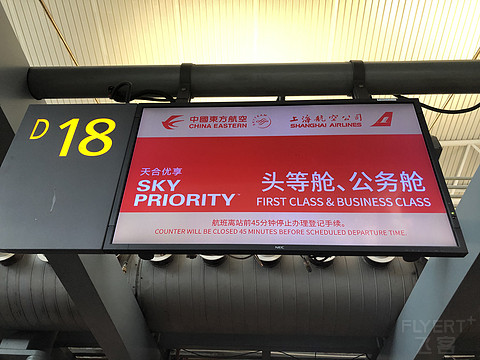 D 18
中國東方航空
CHINA EASTERN
上海航空公司
SHANGHAI AIRLINES
天合优享
SKY
PRIORITY™
头等舱、公务舱
FIRST CLASS & BUSINESS CLASS
航班离站前45分钟停止办理登记手续。
COUNTER WILL BE CLOSED 45 MINUTES BEFORE SCHEDULED DEPARTURE TIME.
NEC
FLYERT+
飞客